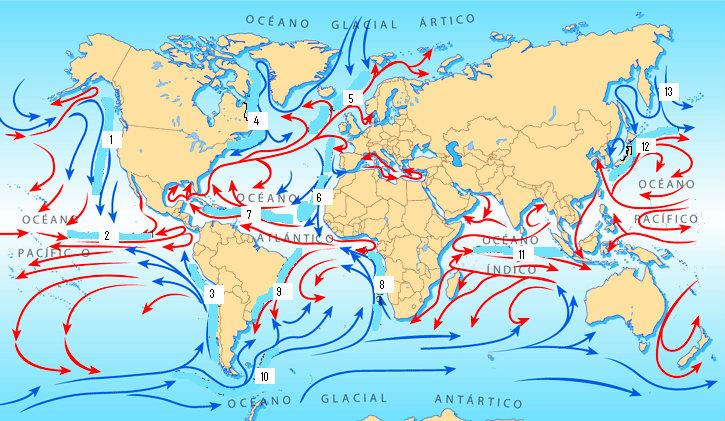 OCÉANO GLACIAL ÁRTICO
13
5
4
1
12
OCÉANO
PACÍFICO
6
OCÉANO
ATLÁNTICO
7
OCÉANO
PACÍFICO
2
OCÉANO
ÍNDICO
11
3
9
8
10
OCÉANO GLACIAL ANTÁRTICO